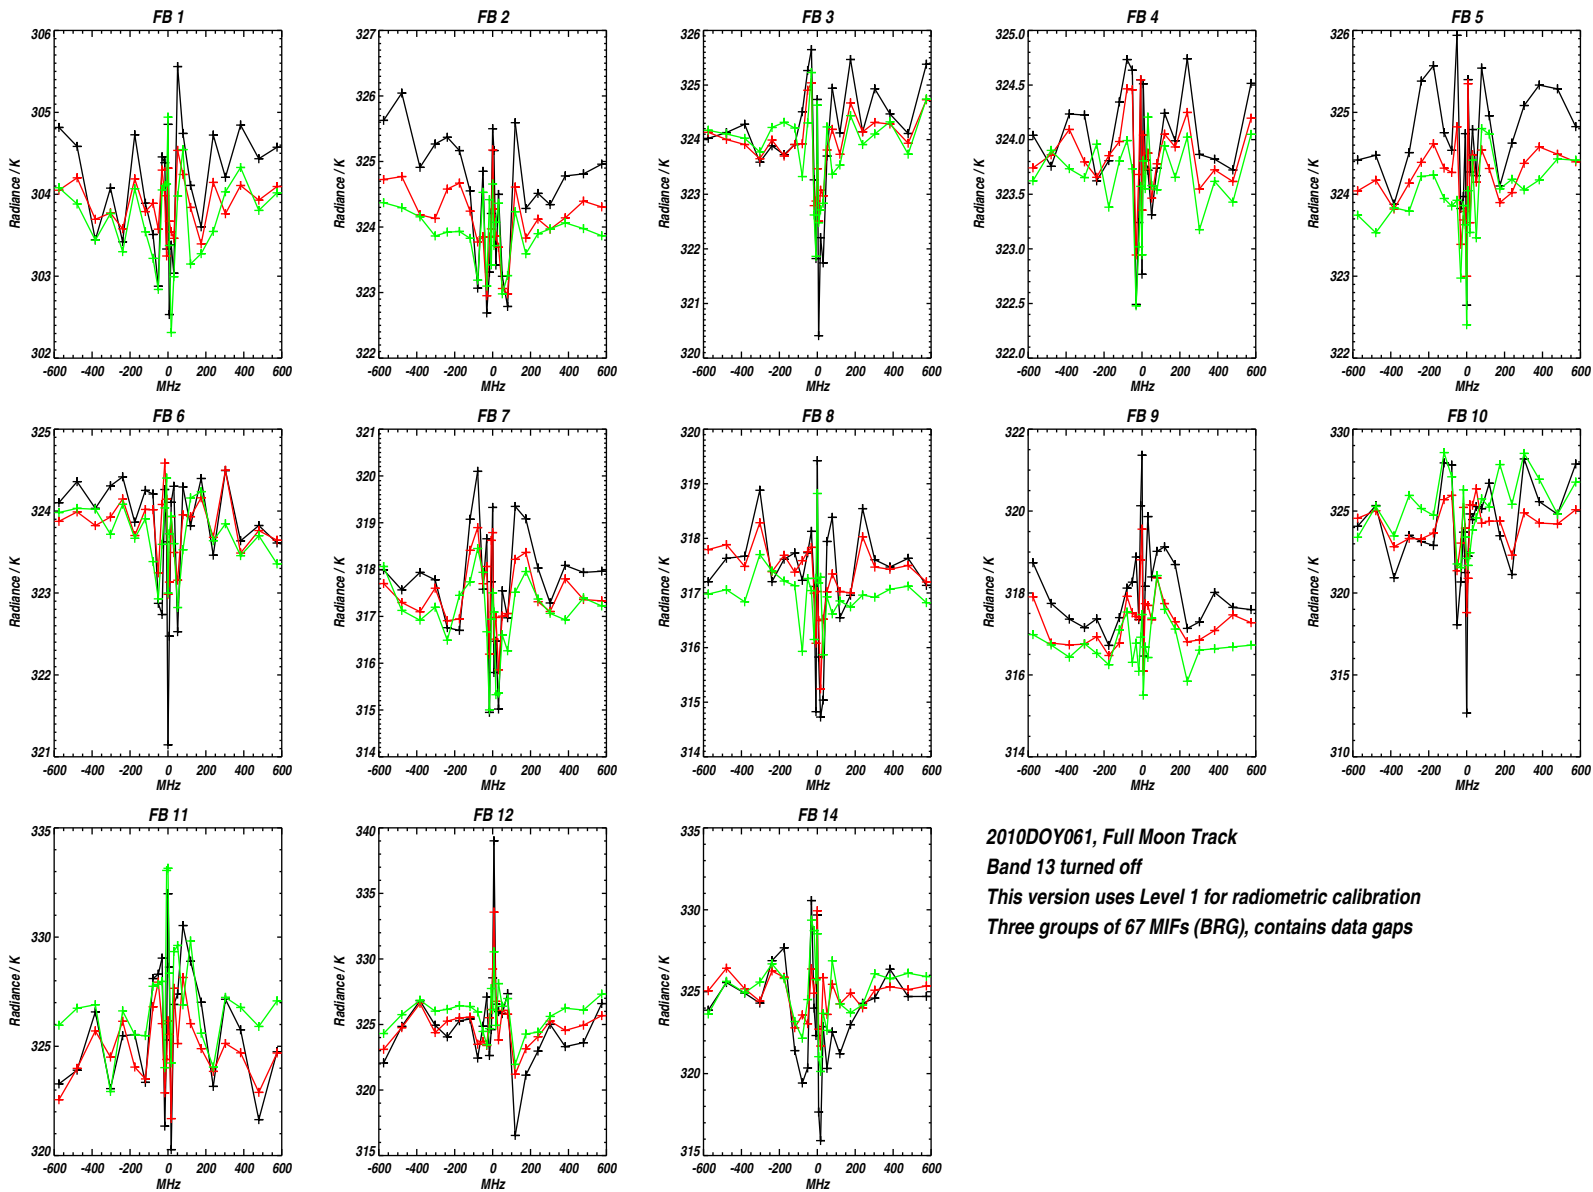 FB 1
306
305
304
303
302
Radiance / K
-600 -400 -200 0 200 400 600
MHz
FB 2
327
326
325
324
323
322
Radiance / K
-600 -400 -200 0 200 400 600
MHz
FB 3
326
325
324
323
322
321
320
Radiance / K
-600 -400 -200 0 200 400 600
MHz
FB 4
325.0
324.5
324.0
323.5
323.0
322.5
322.0
Radiance / K
-600 -400 -200 0 200 400 600
MHz
FB 5
326
325
324
323
322
Radiance / K
-600 -400 -200 0 200 400 600
MHz
FB 6
325
324
323
322
321
Radiance / K
-600 -400 -200 0 200 400 600
MHz
FB 7
321
320
319
318
317
316
315
314
Radiance / K
-600 -400 -200 0 200 400 600
MHz
FB 8
320
319
318
317
316
315
314
Radiance / K
-600 -400 -200 0 200 400 600
MHz
FB 9
322
320
318
316
314
Radiance / K
-600 -400 -200 0 200 400 600
MHz
FB 10
330
325
320
315
310
Radiance / K
-600 -400 -200 0 200 400 600
MHz
FB 11
335
330
325
320
Radiance / K
-600 -400 -200 0 200 400 600
MHz
FB 12
340
335
330
325
320
315
Radiance / K
-600 -400 -200 0 200 400 600
MHz
FB 14
335
330
325
320
315
Radiance / K
-600 -400 -200 0 200 400 600
MHz
2010DOY061, Full Moon Track
Band 13 turned off
This version uses Level 1 for radiometric calibration
Three groups of 67 MIFs (BRG), contains data gaps